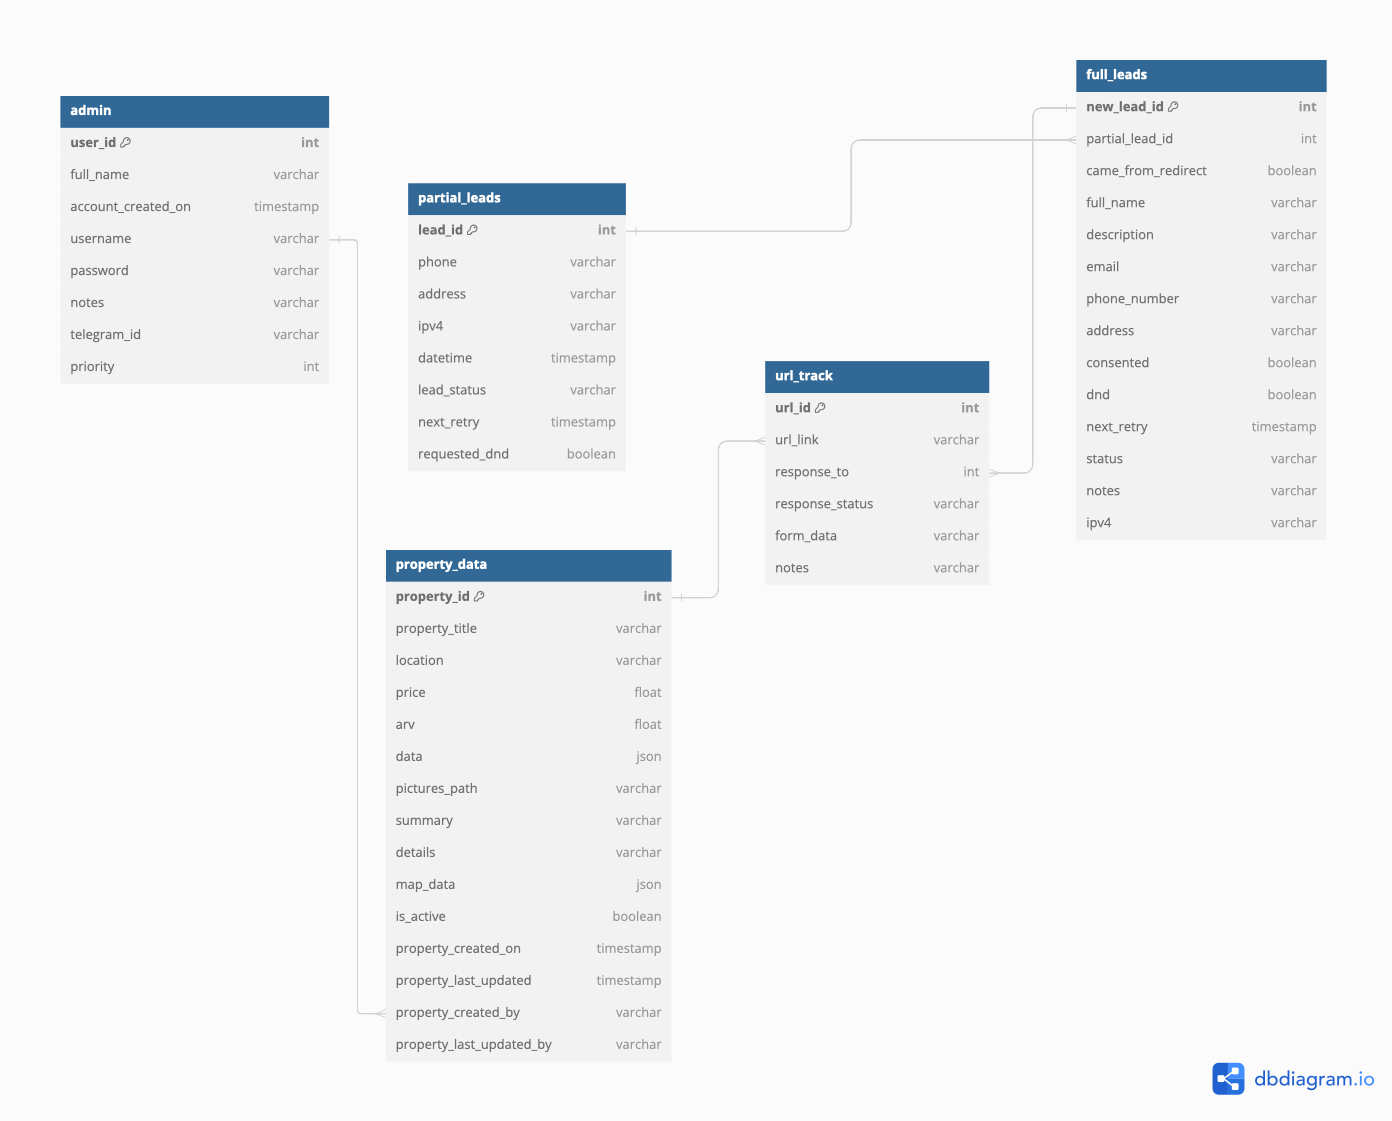 admin
user_id int
full_name varchar
account_created_on timestamp
username varchar
password varchar
notes varchar
telegram_id varchar
priority int
partial_leads
lead_id int
phone varchar
address varchar
ipv4 varchar
datetime timestamp
lead_status varchar
next_retry timestamp
requested_dnd boolean
full_leads
new_lead_id int
partial_lead_id int
came_from_redirect boolean
full_name varchar
description varchar
email varchar
phone_number varchar
address varchar
consented boolean
dnd boolean
next_retry timestamp
status varchar
notes varchar
ipv4 varchar
url_track
url_id int
url_link varchar
response_to int
response_status varchar
form_data varchar
notes varchar
property_data
property_id int
property_title varchar
location varchar
price float
arv float
data json
pictures_path varchar
summary varchar
details varchar
map_data json
is_active boolean
property_created_on timestamp
property_last_updated timestamp
property_created_by varchar
property_last_updated_by varchar
dbdiagram.io